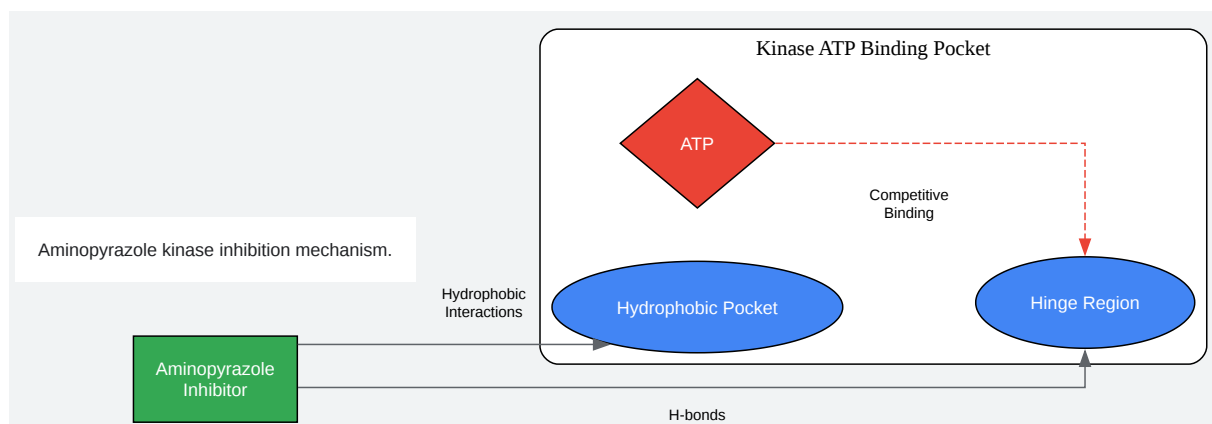 Kinase ATP Binding Pocket
ATP
Competitive
Binding
Aminopyrazole kinase inhibition mechanism.
Hydrophobic
Interactions
Hydrophobic Pocket
Hinge Region
Aminopyrazole
Inhibitor
H-bonds